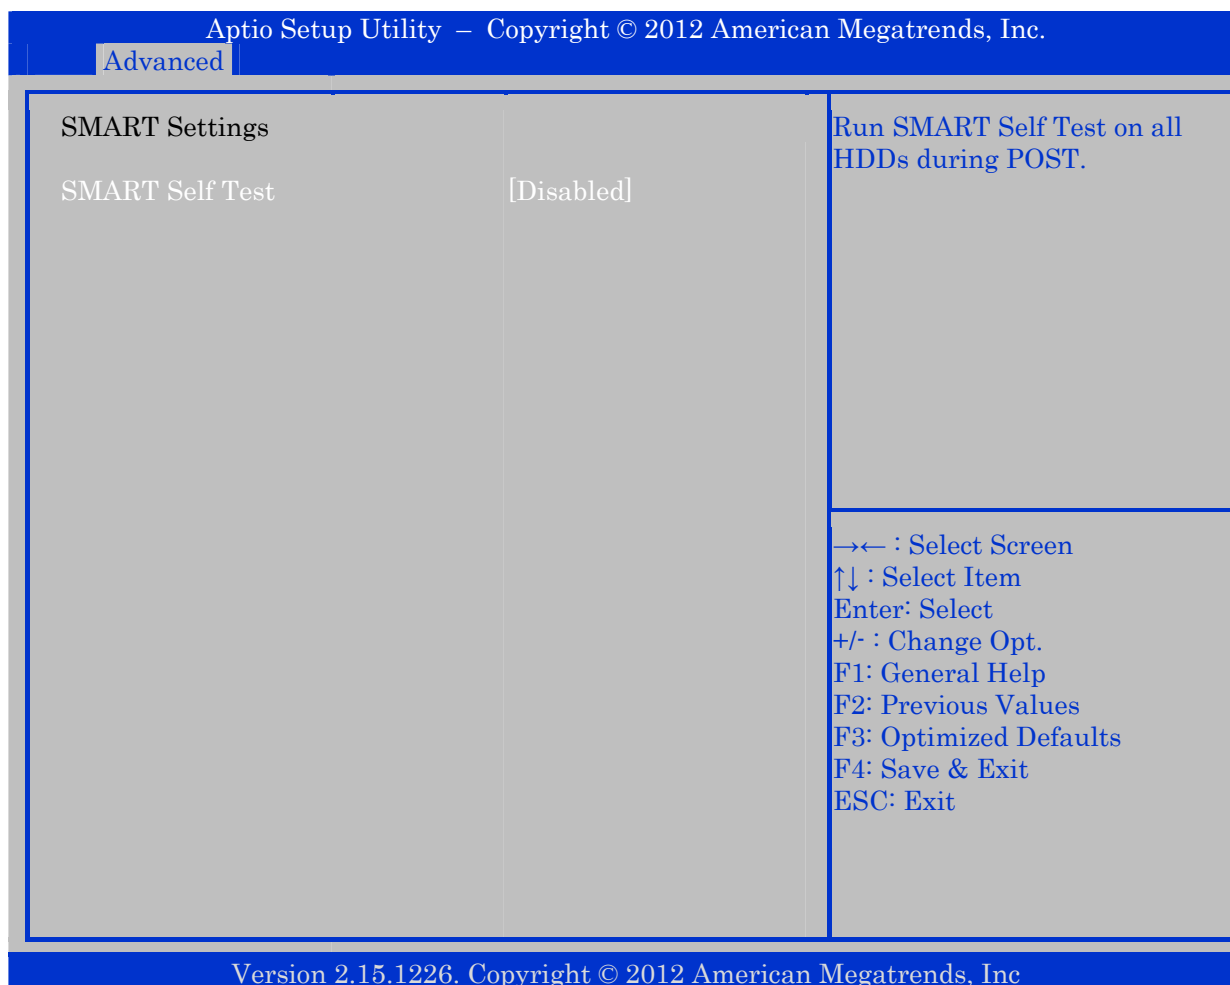 Aptio Setup Utility – Copyright © 2012 American Megatrends, Inc.
Advanced
SMART Settings
SMART Self Test [Disabled]
Run SMART Self Test on all
HDDs during POST.
→← : Select Screen
↑↓ : Select Item
Enter: Select
+/- : Change Opt.
F1: General Help
F2: Previous Values
F3: Optimized Defaults
F4: Save & Exit
ESC: Exit
Version 2.15.1226. Copyright © 2012 American Megatrends, Inc